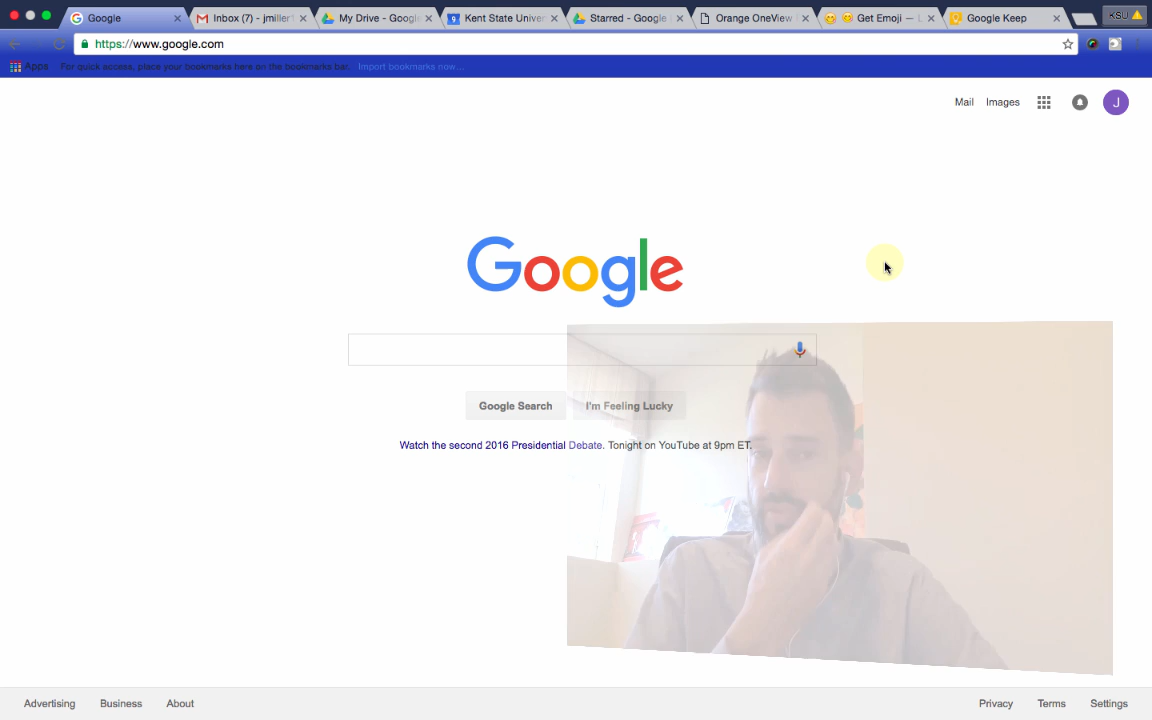 Google
Inbox (7) - jmiller
My Drive - Google
Kent State Univer
Starred - Google
Orange OneView
Get Emoji —
Google Keep
KSU
https://www.google.com
Apps For quick access, place your bookmarks here on the bookmarks bar. Import bookmarks now...
Mail Images J
Google
Google Search I'm Feeling Lucky
Watch the second 2016 Presidential Debate. Tonight on YouTube at 9pm ET.
Advertising Business About Privacy Terms Settings